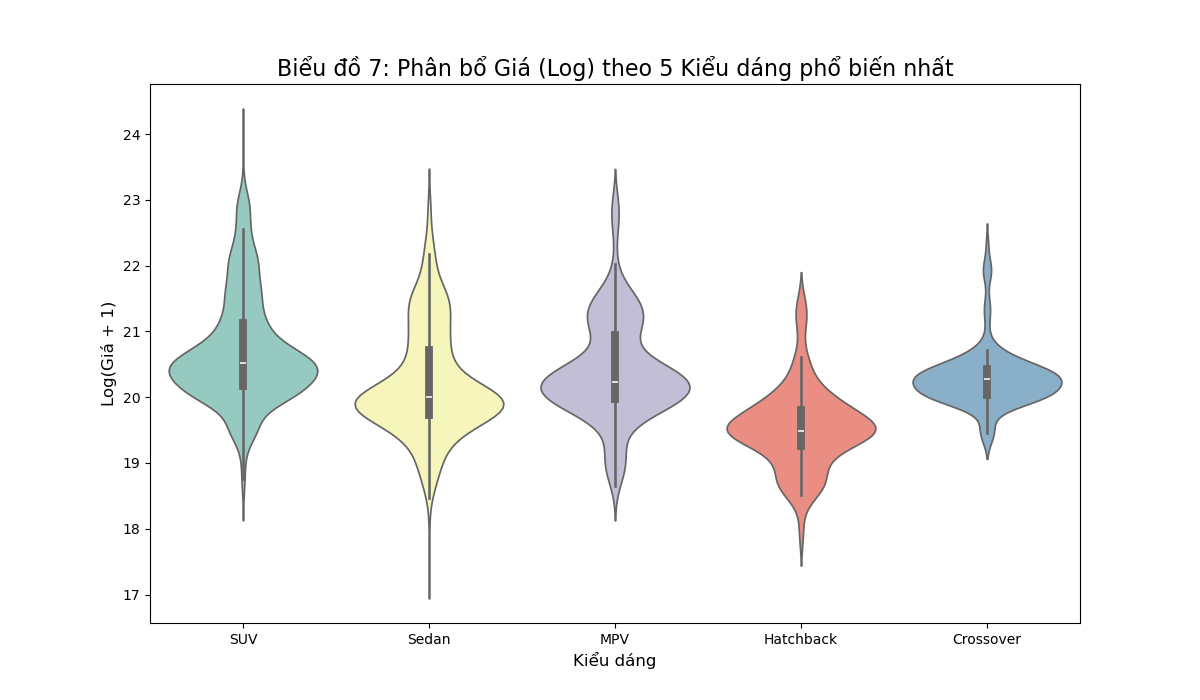 Biểu đồ 7: Phân bổ Giá (Log) theo 5 Kiểu dáng phổ biến nhất
Log(Giá + 1)
24
23
22
21
20
19
18
17
SUV
Sedan
MPV
Hatchback
Crossover
Kiểu dáng